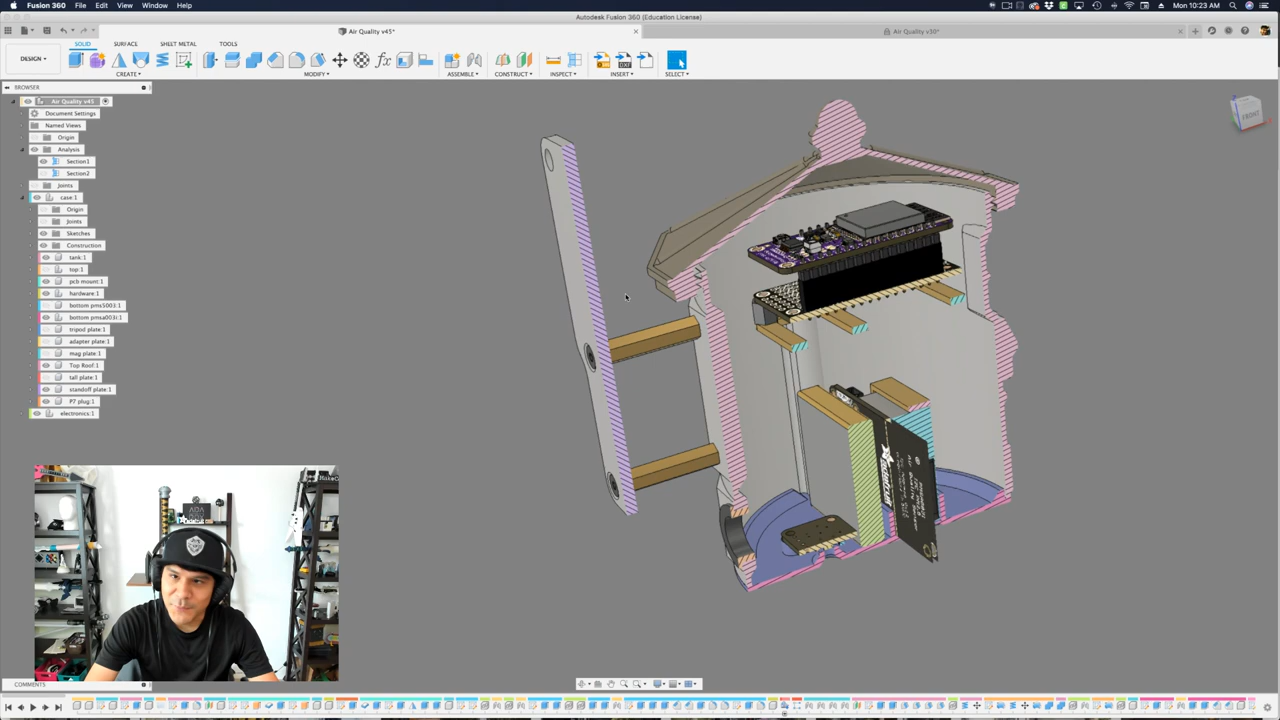 Fusion 360 File Edit View Window Help
Mon 10:23 AM
Autodesk Fusion 360 (Education License)
Air Quality v45*
Air Quality v30*
SOLID SURFACE SHEET METAL TOOLS
DESIGN
CREATE MODIFY ASSEMBLE CONSTRUCT INSPECT INSERT SELECT
BROWSER
Air Quality v45
Document Settings
Named Views
Origin
Analysis
Section1
Section2
Joints
case:1
Origin
Joints
Sketches
Construction
tank:1
top:1
pcb mount:1
hardware:1
bottom pms5003:1
bottom pmsa003i:1
tripod plate:1
adapter plate:1
mag plate:1
Top Roof:1
tall plate:1
standoff plate:1
P7 plug:1
electronics:1
FRONT
ADA
COMMENTS